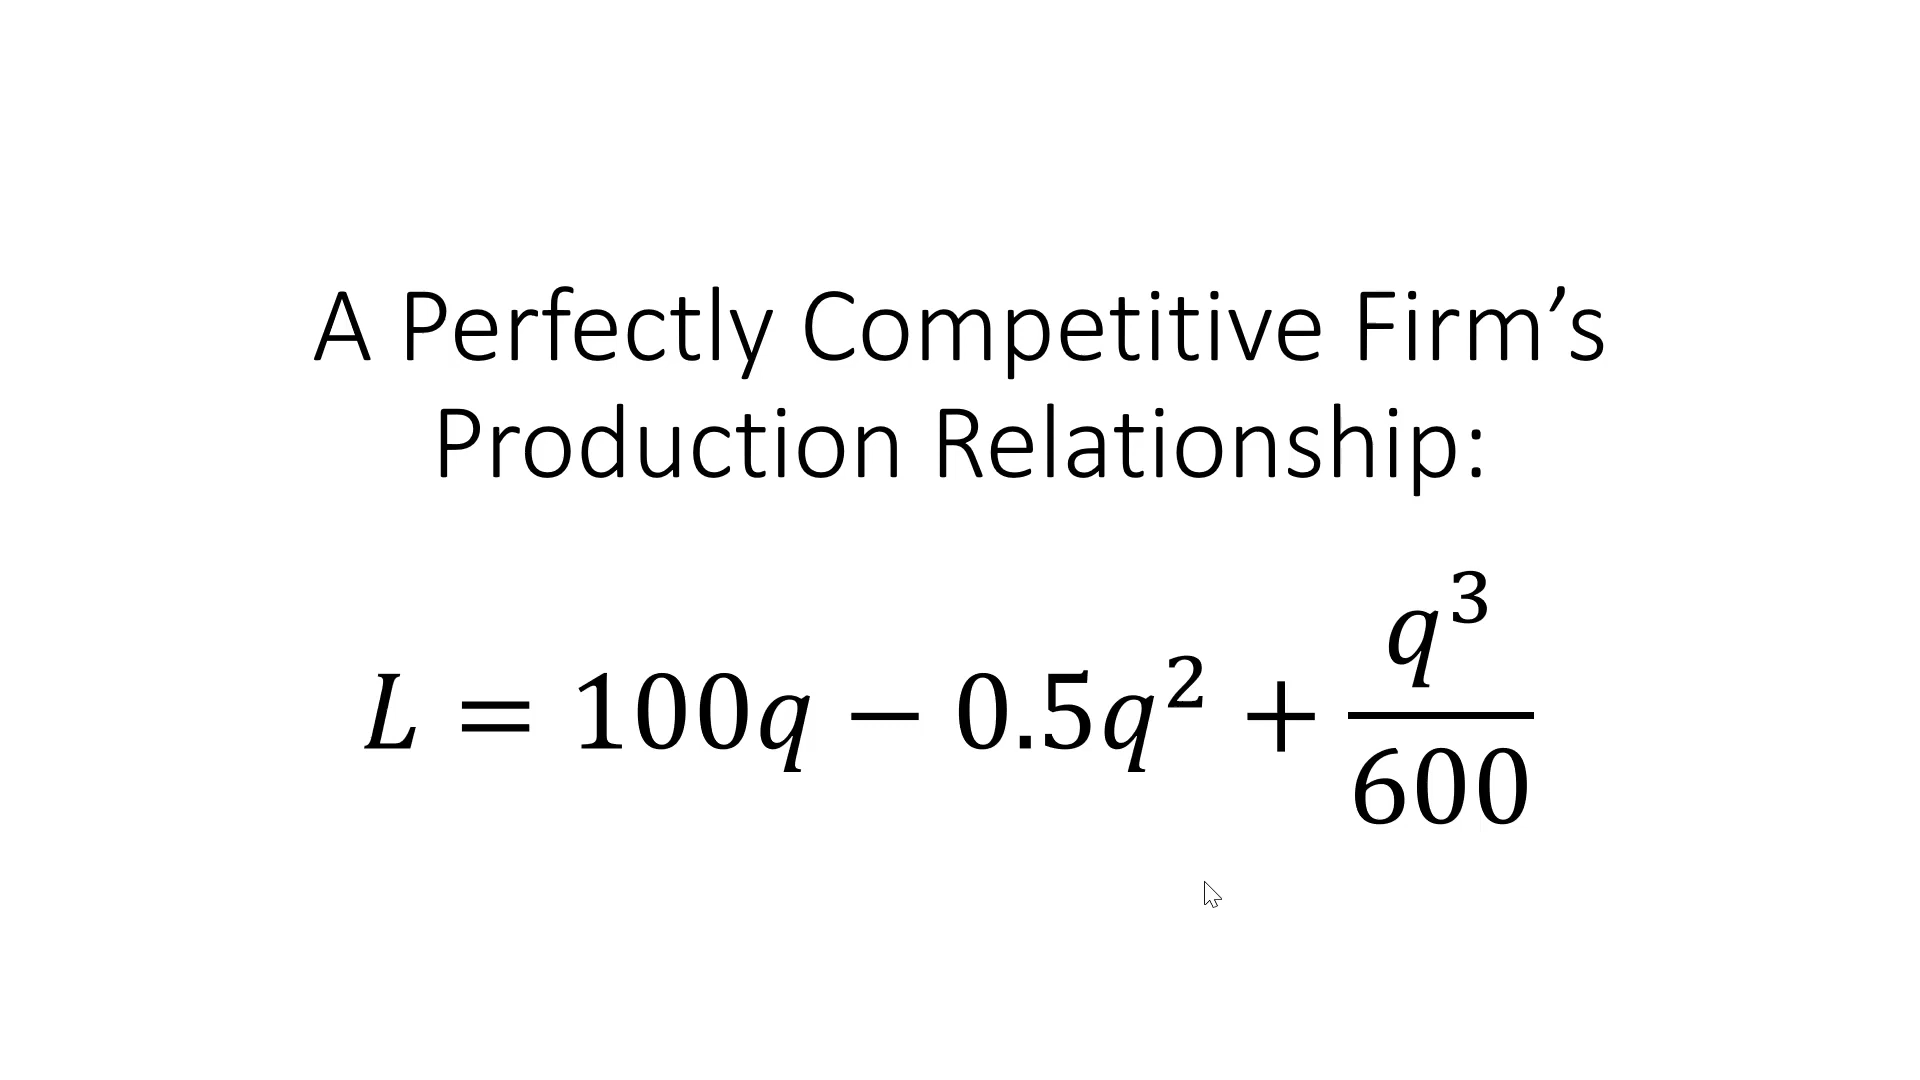 A Perfectly Competitive Firm’s
Production Relationship:
L = 100q − 0.5q² + q³/600